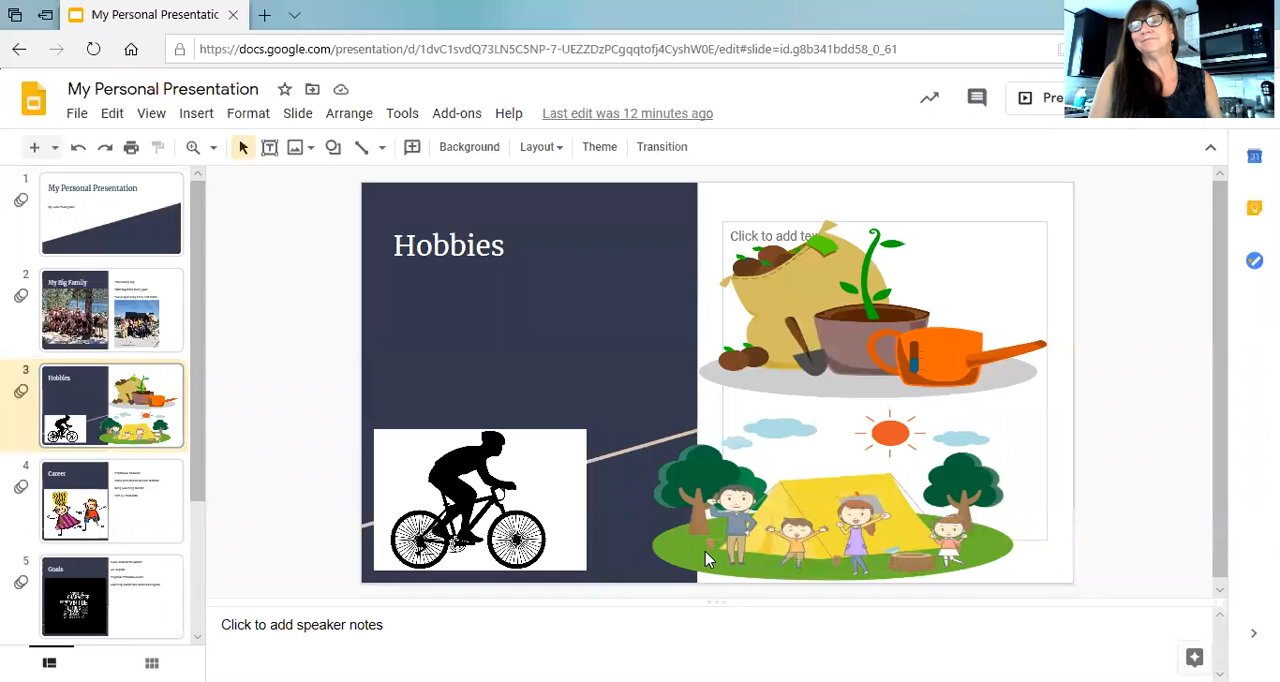 My Personal Presentation
https://docs.google.com/presentation/d/1dvC1svdQ73LN5C5NP-7-UEZZDzPCgqqtofj4CyshW0E/edit#slide=id.g8b341bdd58_0_61
My Personal Presentation
File Edit View Insert Format Slide Arrange Tools Add-ons Help Last edit was 12 minutes ago
Pre
Background Layout Theme Transition
1
My Personal Presentation
2
My Big Family
3
Hobbies
4
Career
5
Goals
Hobbies
Click to add tex
Click to add speaker notes
31